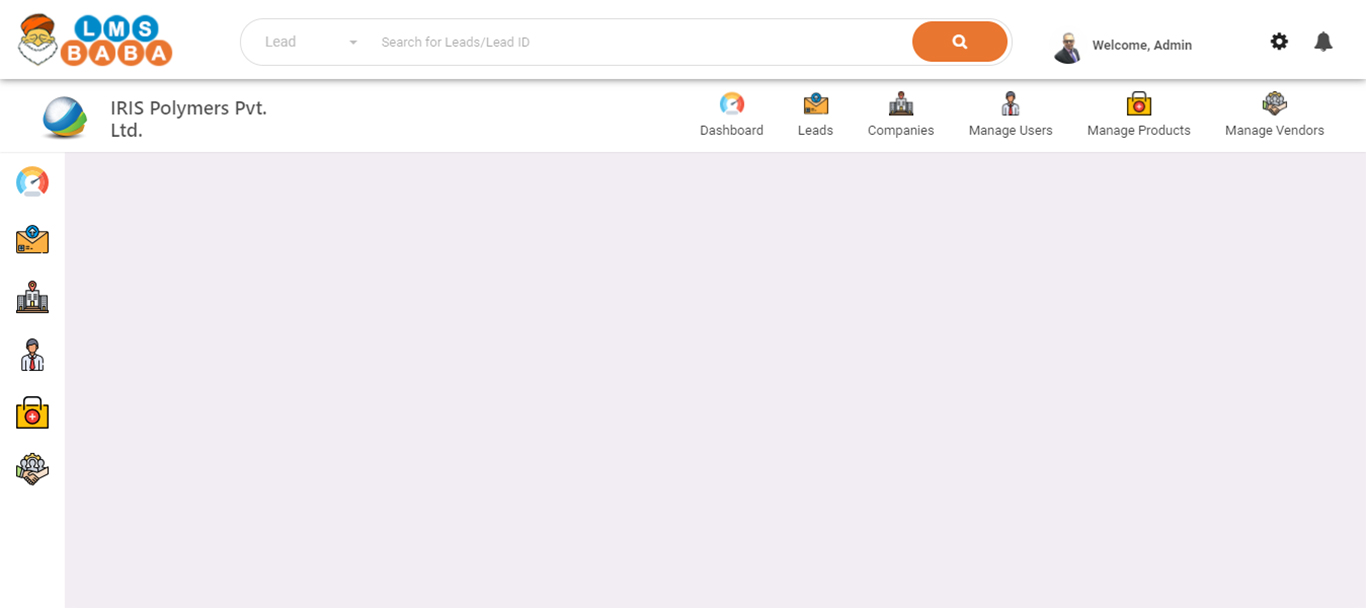 LMS
BABA
Lead
Search for Leads/Lead ID
Welcome, Admin
IRIS Polymers Pvt.
Ltd.
Dashboard
Leads
Companies
Manage Users
Manage Products
Manage Vendors